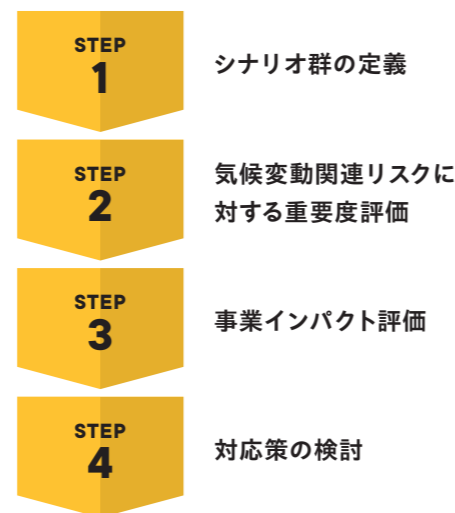 STEP
1
シナリオ群の定義
STEP
2
気候変動関連リスクに
対する重要度評価
STEP
3
事業インパクト評価
STEP
4
対応策の検討